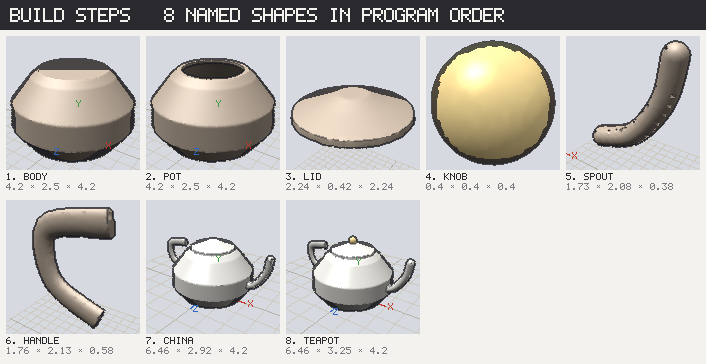 BUILD STEPS 8 NAMED SHAPES IN PROGRAM ORDER
Y
Z
X
1. BODY
4.2 × 2.5 × 4.2
Y
Z
X
2. POT
4.2 × 2.5 × 4.2
3. LID
2.24 × 0.42 × 2.24
4. KNOB
0.4 × 0.4 × 0.4
X
5. SPOUT
1.73 × 2.08 × 0.38
6. HANDLE
1.76 × 2.13 × 0.58
Y
Z
X
7. CHINA
6.46 × 2.92 × 4.2
Y
Z
X
8. TEAPOT
6.46 × 3.25 × 4.2